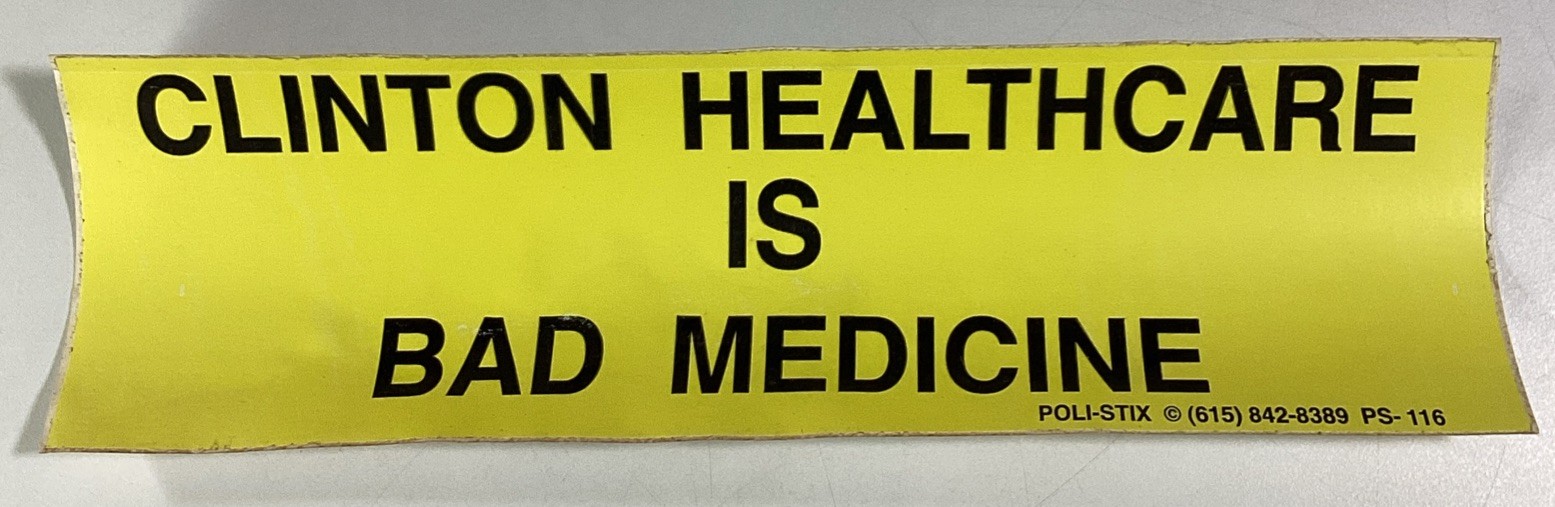 CLINTON HEALTHCARE
IS
BAD MEDICINE
POLI-STIX © (615) 842-8389 PS- 116